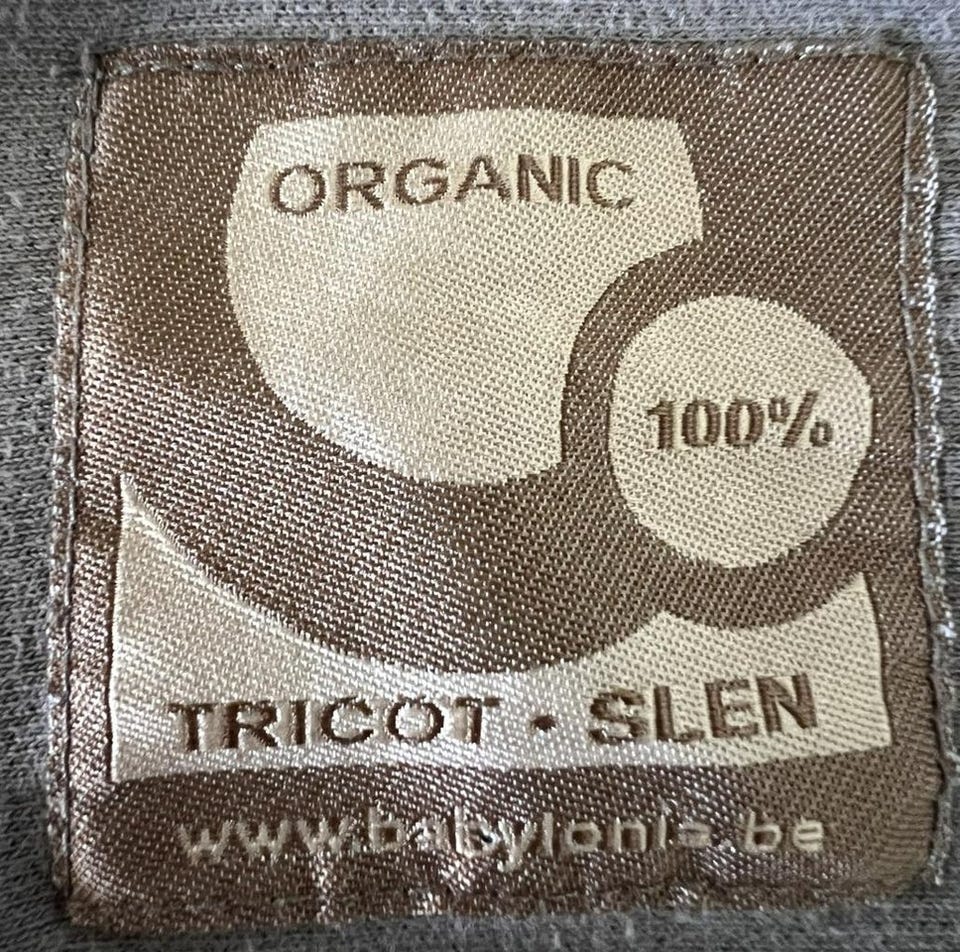 ORGANIC
100%
TRICOT • SLEN
www.babylonia.be